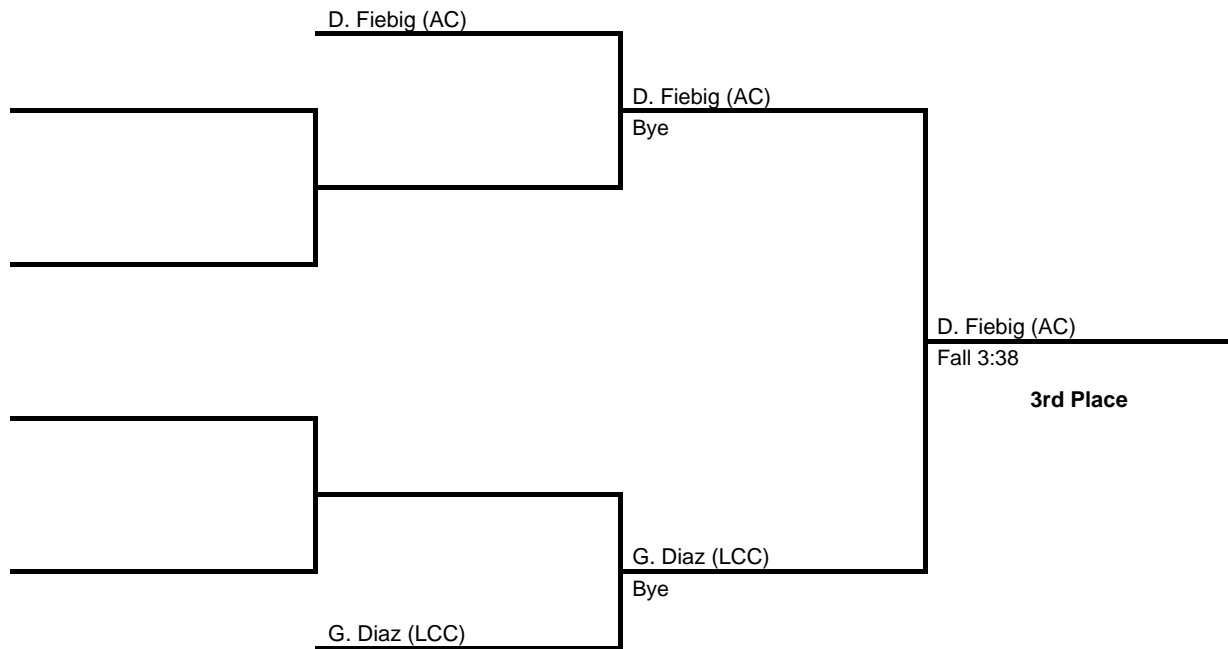 D. Fiebig (AC)
D. Fiebig (AC)
Bye
D. Fiebig (AC)
Fall 3:38
3rd Place
G. Diaz (LCC)
Bye
G. Diaz (LCC)